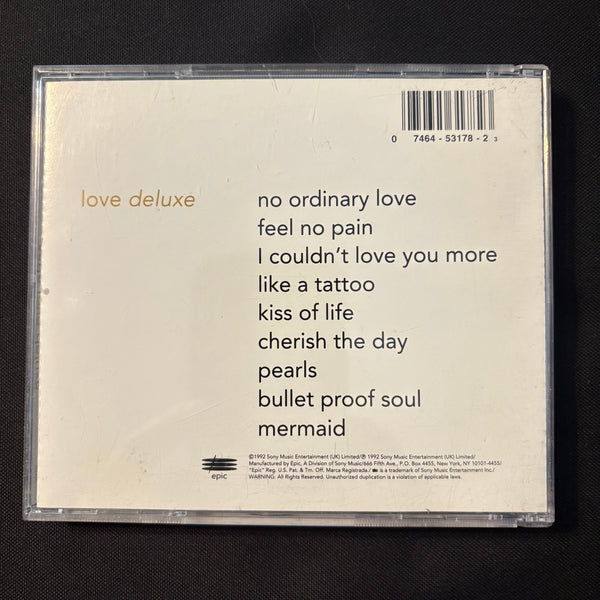 0 7464 - 53178 - 2 3
love deluxe
no ordinary love
feel no pain
I couldn't love you more
like a tattoo
kiss of life
cherish the day
pearls
bullet proof soul
mermaid
epic
©1992 Sony Music Entertainment (UK) Limited/℗ 1992 Sony Music Entertainment (UK) Limited/
Manufactured by Epic, A Division of Sony Music/666 Fifth Ave., P.O. Box 4455, New York, NY 10101-4455/
"Epic" Reg. U.S. Pat. & Tm. Off. Marca Registrada./ is a trademark of Sony Music Entertainment Inc./
WARNING: All Rights Reserved. Unauthorized duplication is a violation of applicable laws.